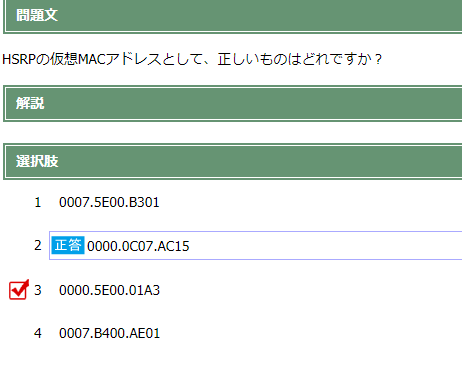 問題文
HSRPの仮想MACアドレスとして、正しいものはどれですか？
解説
選択肢
1 0007.5E00.B301
2 正答 0000.0C07.AC15
3 0000.5E00.01A3
4 0007.B400.AE01